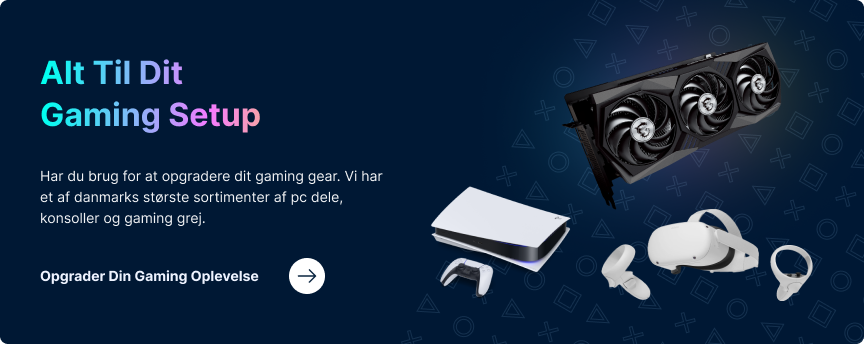 Alt Til Dit
Gaming Setup
Har du brug for at opgradere dit gaming gear. Vi har
et af danmarks største sortimenter af pc dele,
konsoller og gaming grej.
Opgrader Din Gaming Oplevelse